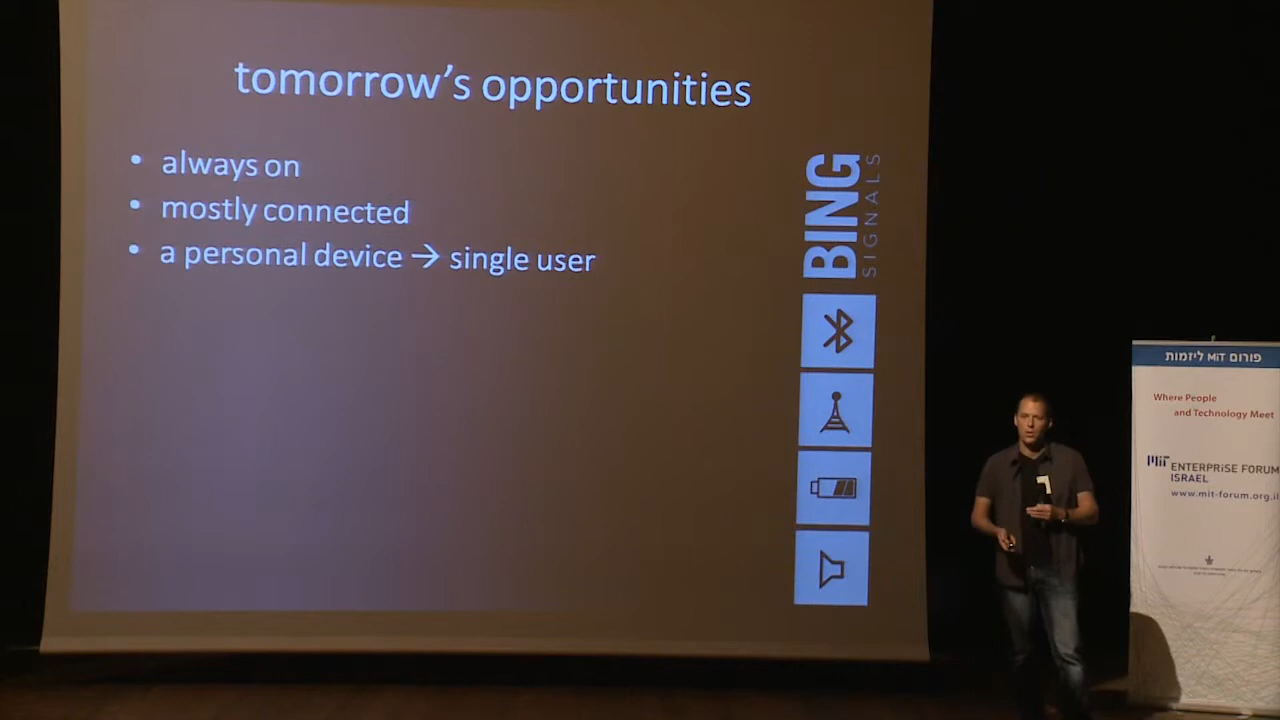 tomorrow's opportunities
• always on
• mostly connected
• a personal device → single user
BING
SIGNALS
פורום MiT ליזמות
Where People
and Technology Meet
MiT ENTERPRiSE FORUM
ISRAEL
www.mit-forum.org.il